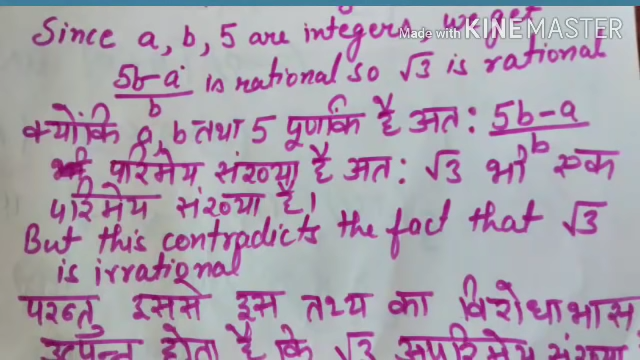 Made with KINEMASTER
Since a, b, 5 are integers, we get
5b-a/b is rational so √3 is rational
क्योंकि a, b तथा 5 पूर्णांक है अत: 5b-a/b
परिमेय संख्या है अत: √3 भी एक
परिमेय संख्या है।
But this contradicts the fact that √3
is irrational
परन्तु इससे इस तथ्य का विरोधाभास
उत्पन्न होता है कि √3 अपरिमेय संख्या